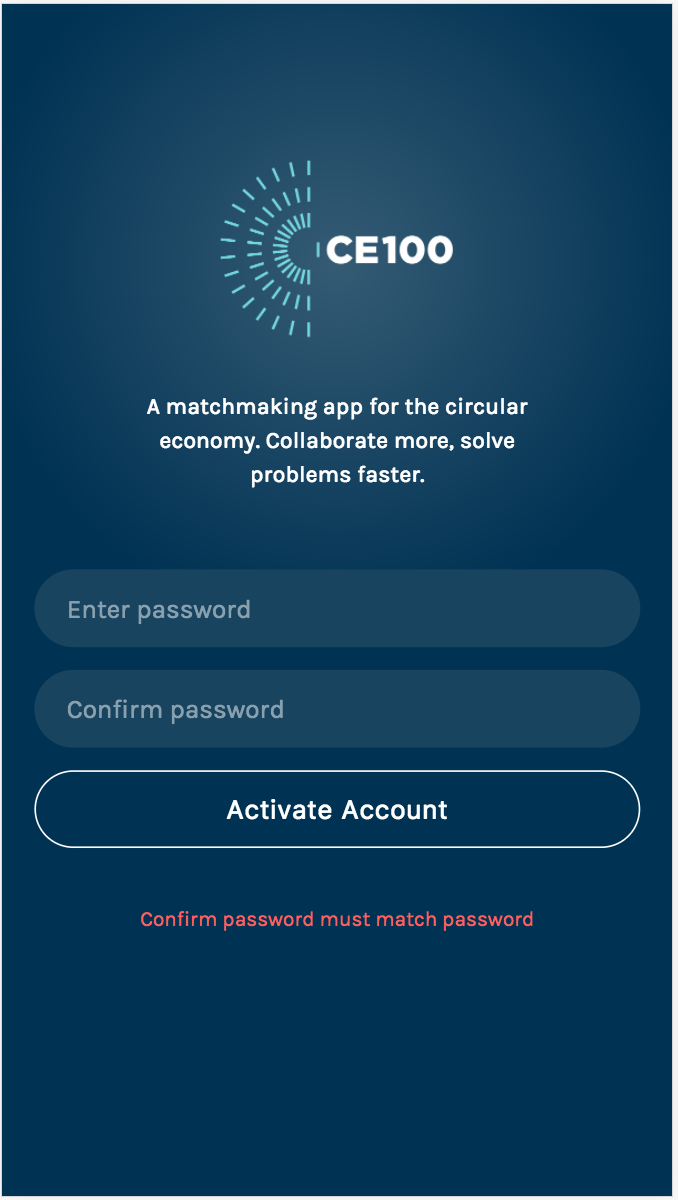 CE100
A matchmaking app for the circular
economy. Collaborate more, solve
problems faster.
Enter password
Confirm password
Activate Account
Confirm password must match password